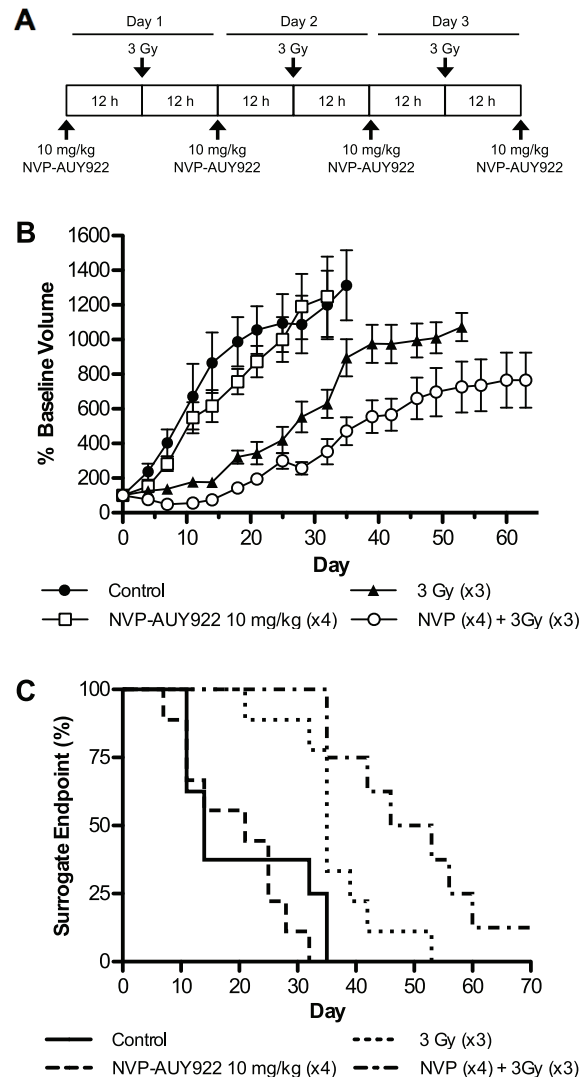 A
Day 1 Day 2 Day 3
3 Gy 3 Gy 3 Gy
12 h 12 h 12 h 12 h 12 h 12 h
10 mg/kg 10 mg/kg 10 mg/kg 10 mg/kg
NVP-AUY922 NVP-AUY922 NVP-AUY922 NVP-AUY922
B
% Baseline Volume
1600
1400
1200
1000
800
600
400
200
0
0 10 20 30 40 50 60
Day
Control 3 Gy (x3)
NVP-AUY922 10 mg/kg (x4) NVP (x4) + 3Gy (x3)
C
Surrogate Endpoint (%)
100
75
50
25
0
0 10 20 30 40 50 60 70
Day
Control 3 Gy (x3)
NVP-AUY922 10 mg/kg (x4) NVP (x4) + 3Gy (x3)